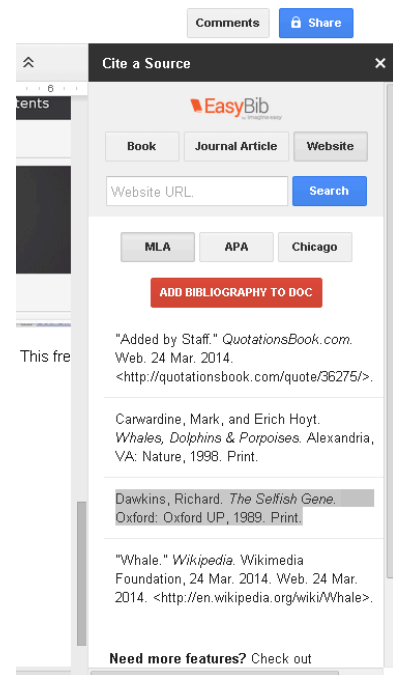 Comments Share
Cite a Source ×
6
tents
EasyBib
by imagine easy
Book Journal Article Website
Website URL. Search
MLA APA Chicago
ADD BIBLIOGRAPHY TO DOC
"Added by Staff." QuotationsBook.com.
This fre
Web. 24 Mar. 2014.
<http://quotationsbook.com/quote/36275/>.
Carwardine, Mark, and Erich Hoyt.
Whales, Dolphins & Porpoises. Alexandria,
VA: Nature, 1998. Print.
Dawkins, Richard. The Selfish Gene.
Oxford: Oxford UP, 1989. Print.
"Whale." Wikipedia. Wikimedia
Foundation, 24 Mar. 2014. Web. 24 Mar.
2014. <http://en.wikipedia.org/wiki/Whale>.
Need more features? Check out